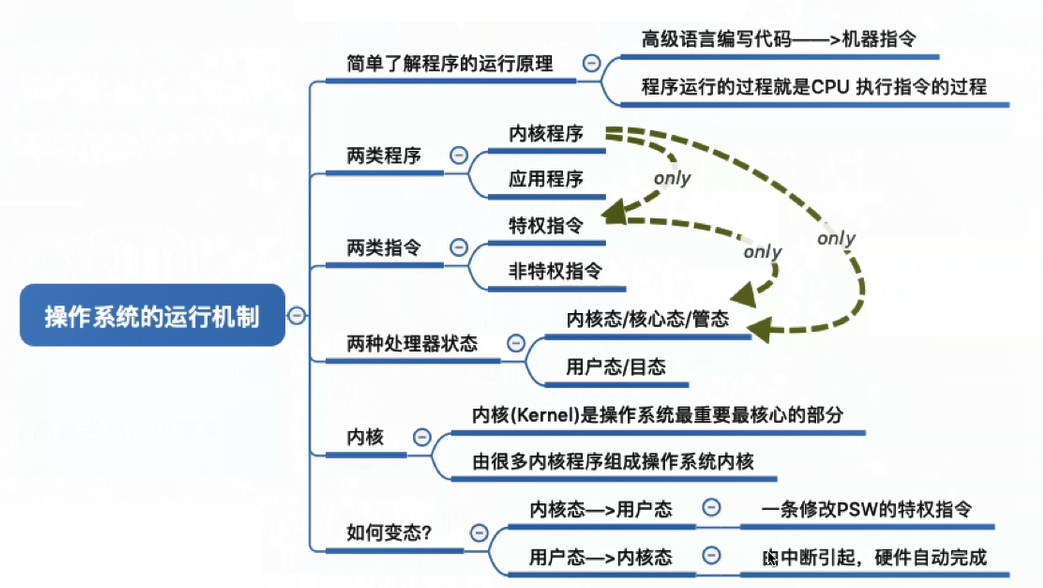 操作系统的运行机制
简单了解程序的运行原理
高级语言编写代码——>机器指令
程序运行的过程就是CPU 执行指令的过程
两类程序
内核程序
应用程序
only
两类指令
特权指令
非特权指令
only
only
两种处理器状态
内核态/核心态/管态
用户态/目态
内核
内核(Kernel)是操作系统最重要最核心的部分
由很多内核程序组成操作系统内核
如何变态?
内核态—>用户态
一条修改PSW的特权指令
用户态—>内核态
由中断引起，硬件自动完成